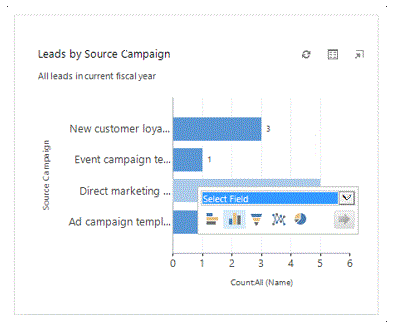 Leads by Source Campaign
All leads in current fiscal year
Source Campaign
New customer loya...
3
Event campaign te...
1
Direct marketing ...
Select Field
Ad campaign templ...
0 1 2 3 4 5 6
CountAll (Name)